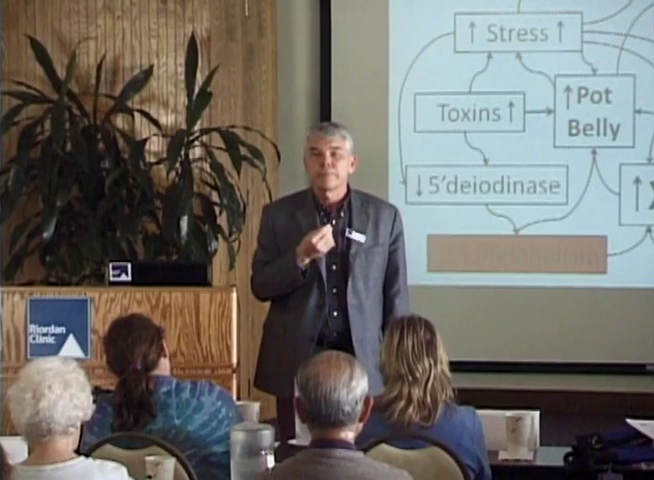 ↑ Stress ↑
Toxins ↑
↑ Pot
Belly
↓ 5'deiodinase
↑
Riordan
Clinic